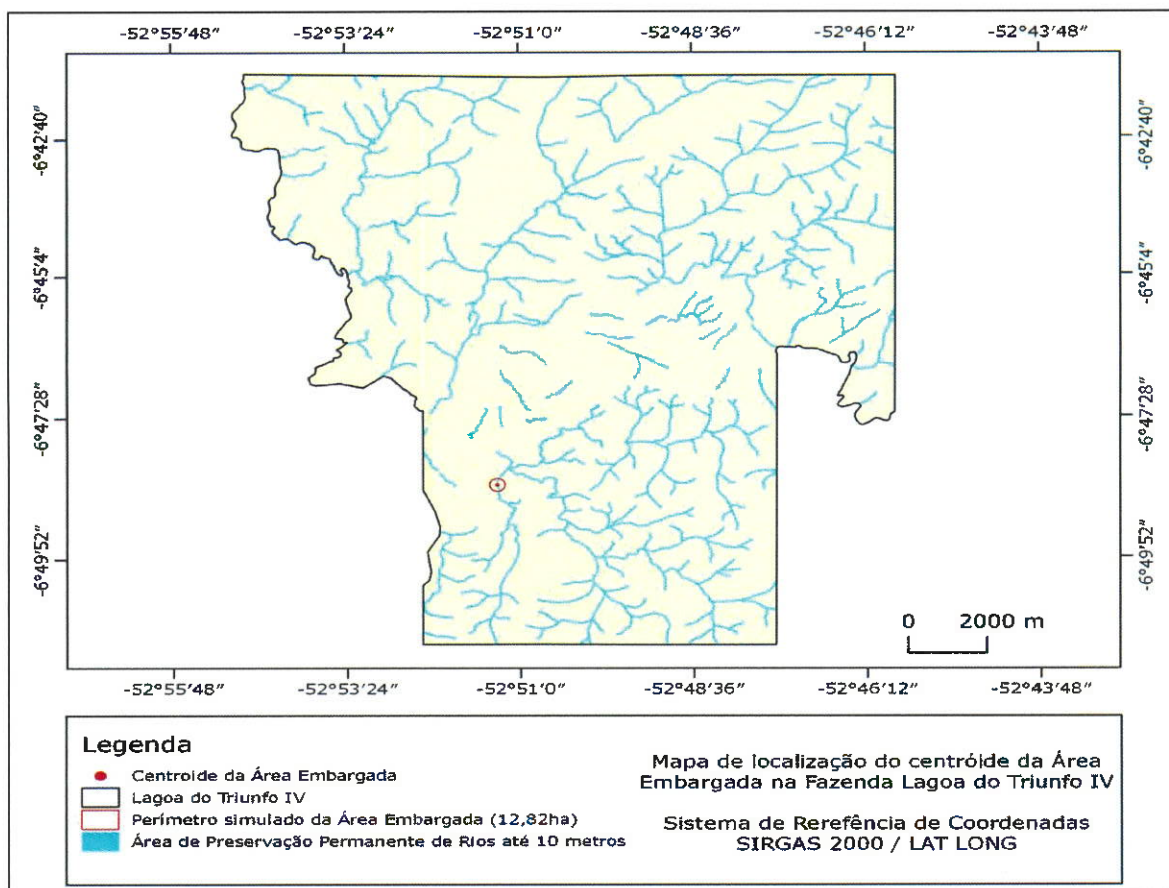 -52°55'48" -52°53'24" -52°51'0" -52°48'36" -52°46'12" -52°43'48"
-6°42'40" -6°42'40"
-6°45'4" -6°45'4"
-6°47'28" -6°47'28"
-6°49'52" -6°49'52"
0 2000 m
-52°55'48" -52°53'24" -52°51'0" -52°48'36" -52°46'12" -52°43'48"
Legenda
Centroide da Área Embargada
Lagoa do Triunfo IV
Perímetro simulado da Área Embargada (12,82ha)
Área de Preservação Permanente de Rios até 10 metros
Mapa de localização do centróide da Área
Embargada na Fazenda Lagoa do Triunfo IV
Sistema de Rerefência de Coordenadas
SIRGAS 2000 / LAT LONG